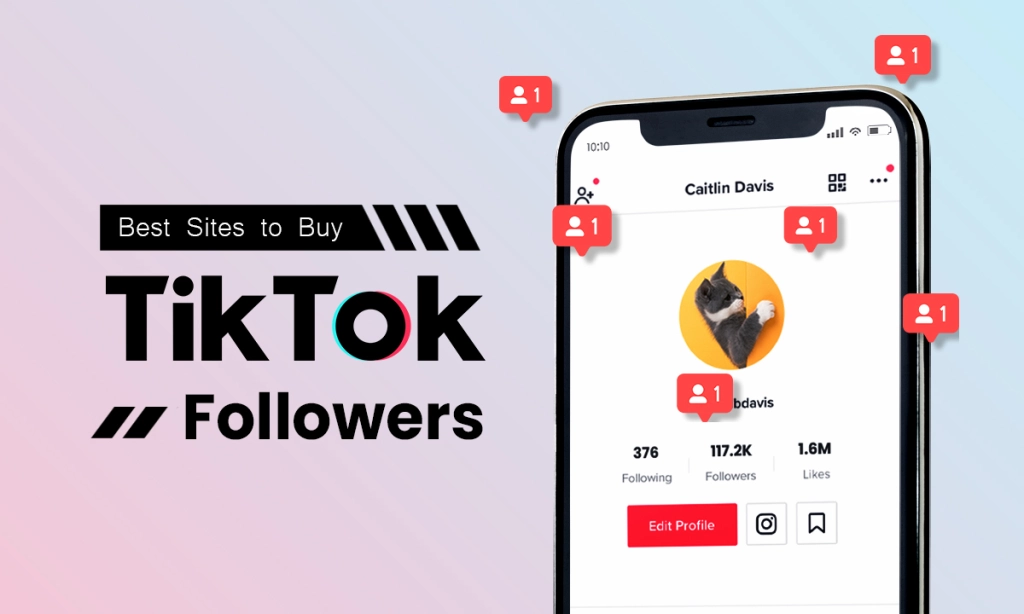 Best Sites to Buy
TikTok
Followers
1
1
10:10
Caitlin Davis
1
1
1
1
bdavis
376
117.2K
1.6M
Following
Followers
Likes
Edit Profile